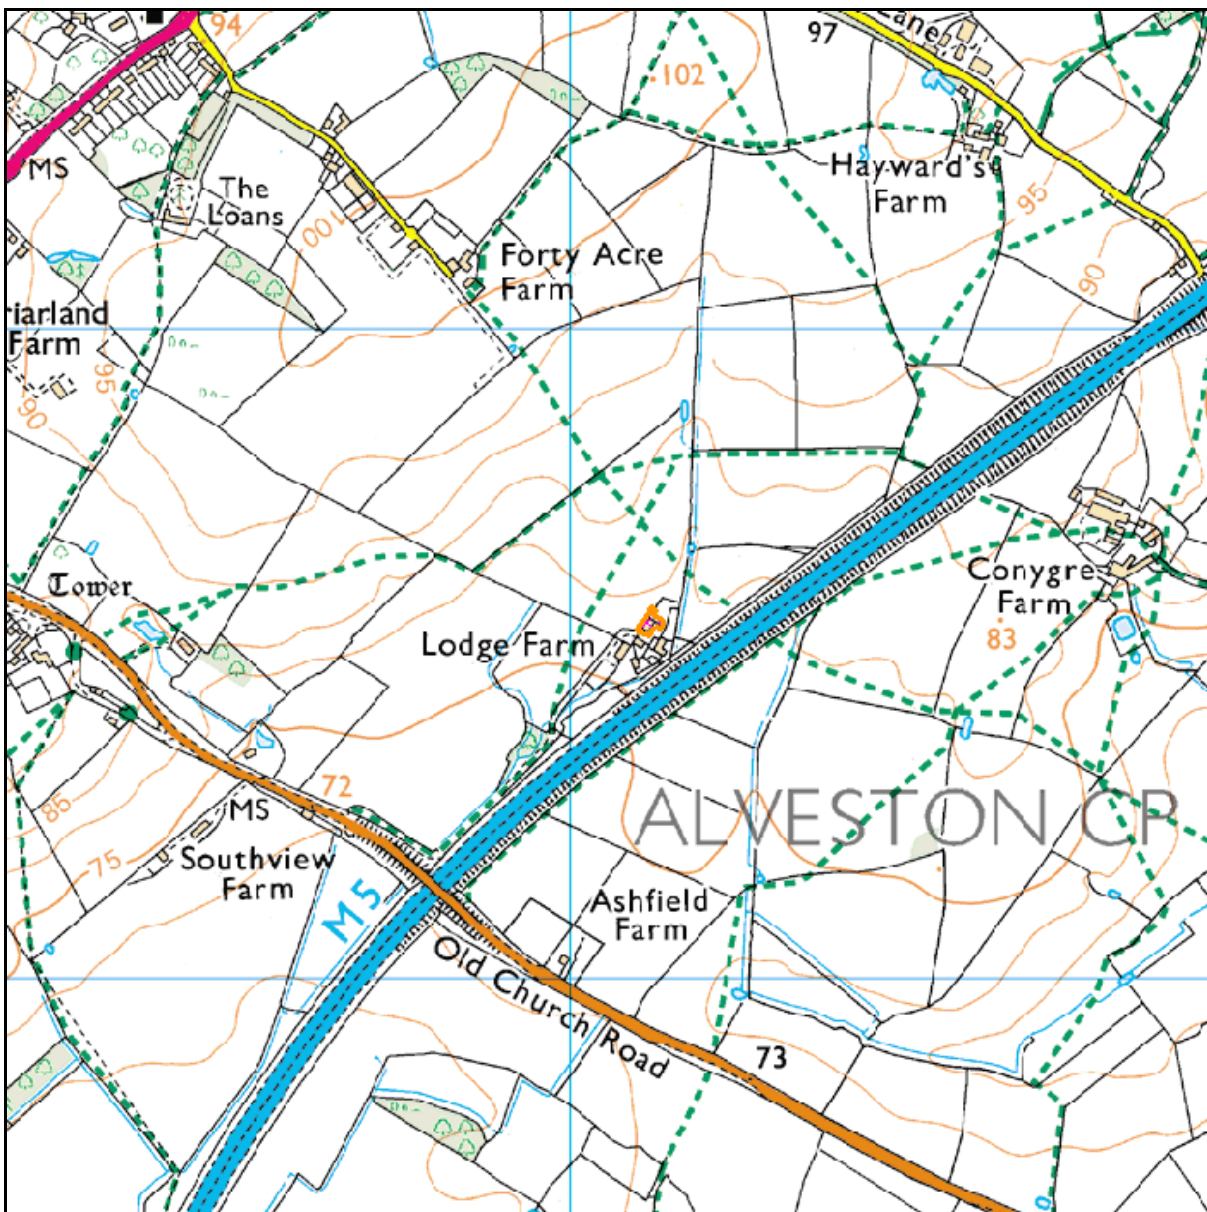 94
97
Lane
102
MS
The
Loans
Hayward's
Farm
95
100
Forty Acre
Farm
90
riarland
Farm
95
90
Tower
Conygre
Farm
83
Lodge Farm
72
ALVESTON CP
85
MS
75
Southview
Farm
M5
Ashfield
Farm
Old Church Road
73